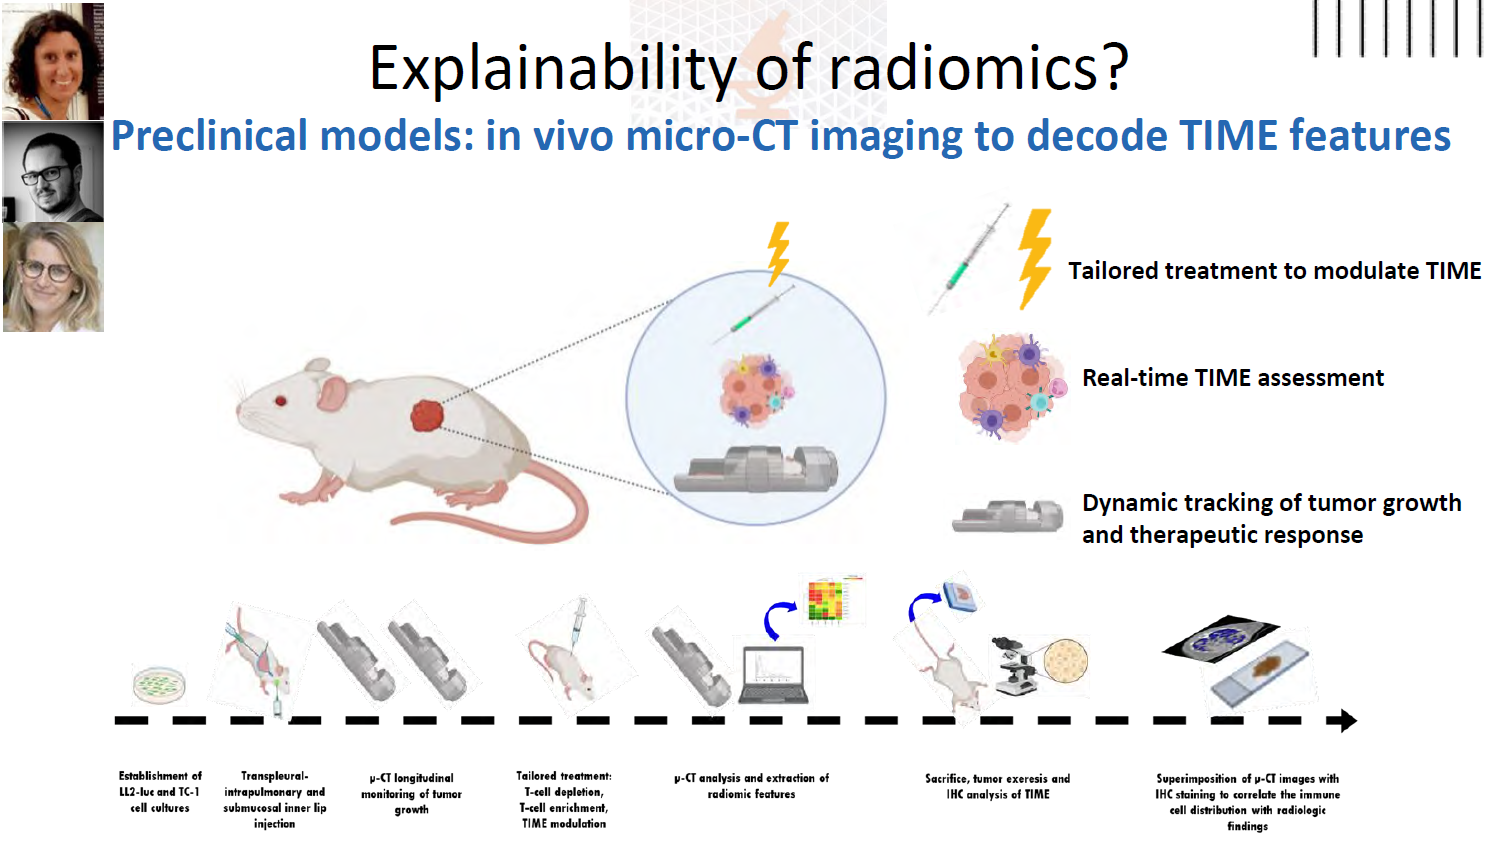 Explainability of radiomics?
Preclinical models: in vivo micro-CT imaging to decode TIME features
Tailored treatment to modulate TIME
Real-time TIME assessment
Dynamic tracking of tumor growth
and therapeutic response
Establishment of
LL2-luc and TC-1
cell cultures
Transpleural-
intrapulmonary and
submucosal inner lip
injection
μ-CT longitudinal
monitoring of tumor
growth
Tailored treatment:
T-cell depletion,
T-cell enrichment,
TIME modulation
μ-CT analysis and extraction of
radiomic features
Sacrifice, tumor exeresis and
IHC analysis of TIME
Superimposition of μ-CT images with
IHC staining to correlate the immune
cell distribution with radiologic
findings